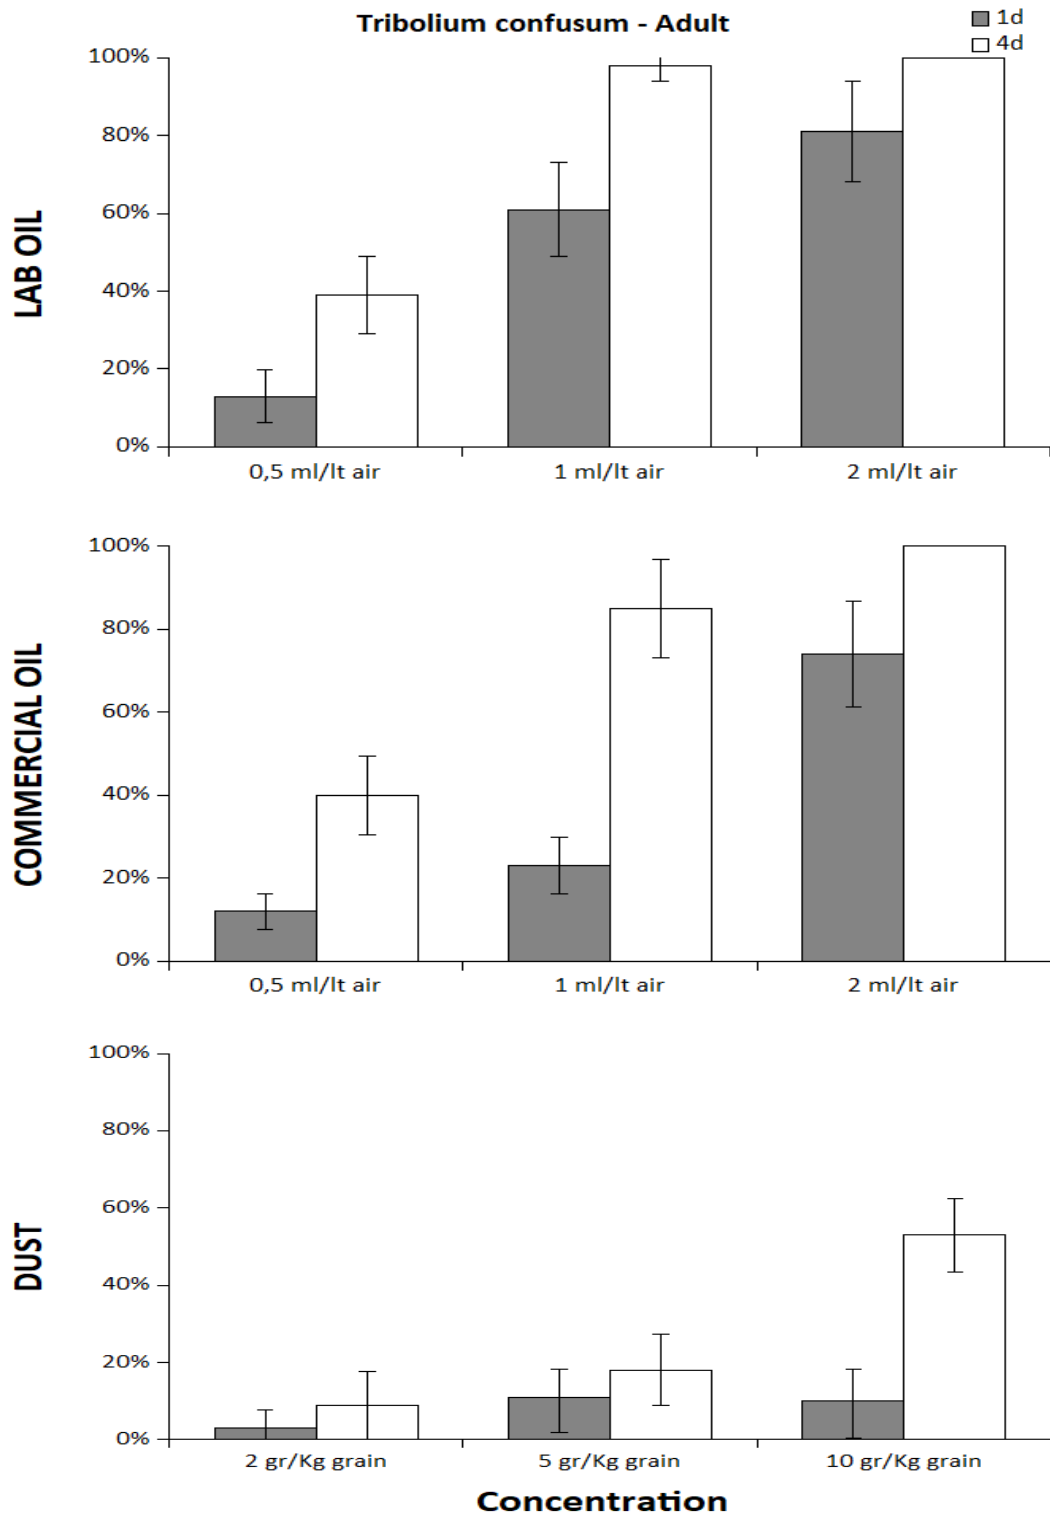 Tribolium confusum - Adult
1d
4d
LAB OIL
100%
80%
60%
40%
20%
0%
0,5 ml/lt air
1 ml/lt air
2 ml/lt air
COMMERCIAL OIL
100%
80%
60%
40%
20%
0%
0,5 ml/lt air
1 ml/lt air
2 ml/lt air
DUST
100%
80%
60%
40%
20%
0%
2 gr/Kg grain
5 gr/Kg grain
10 gr/Kg grain
Concentration